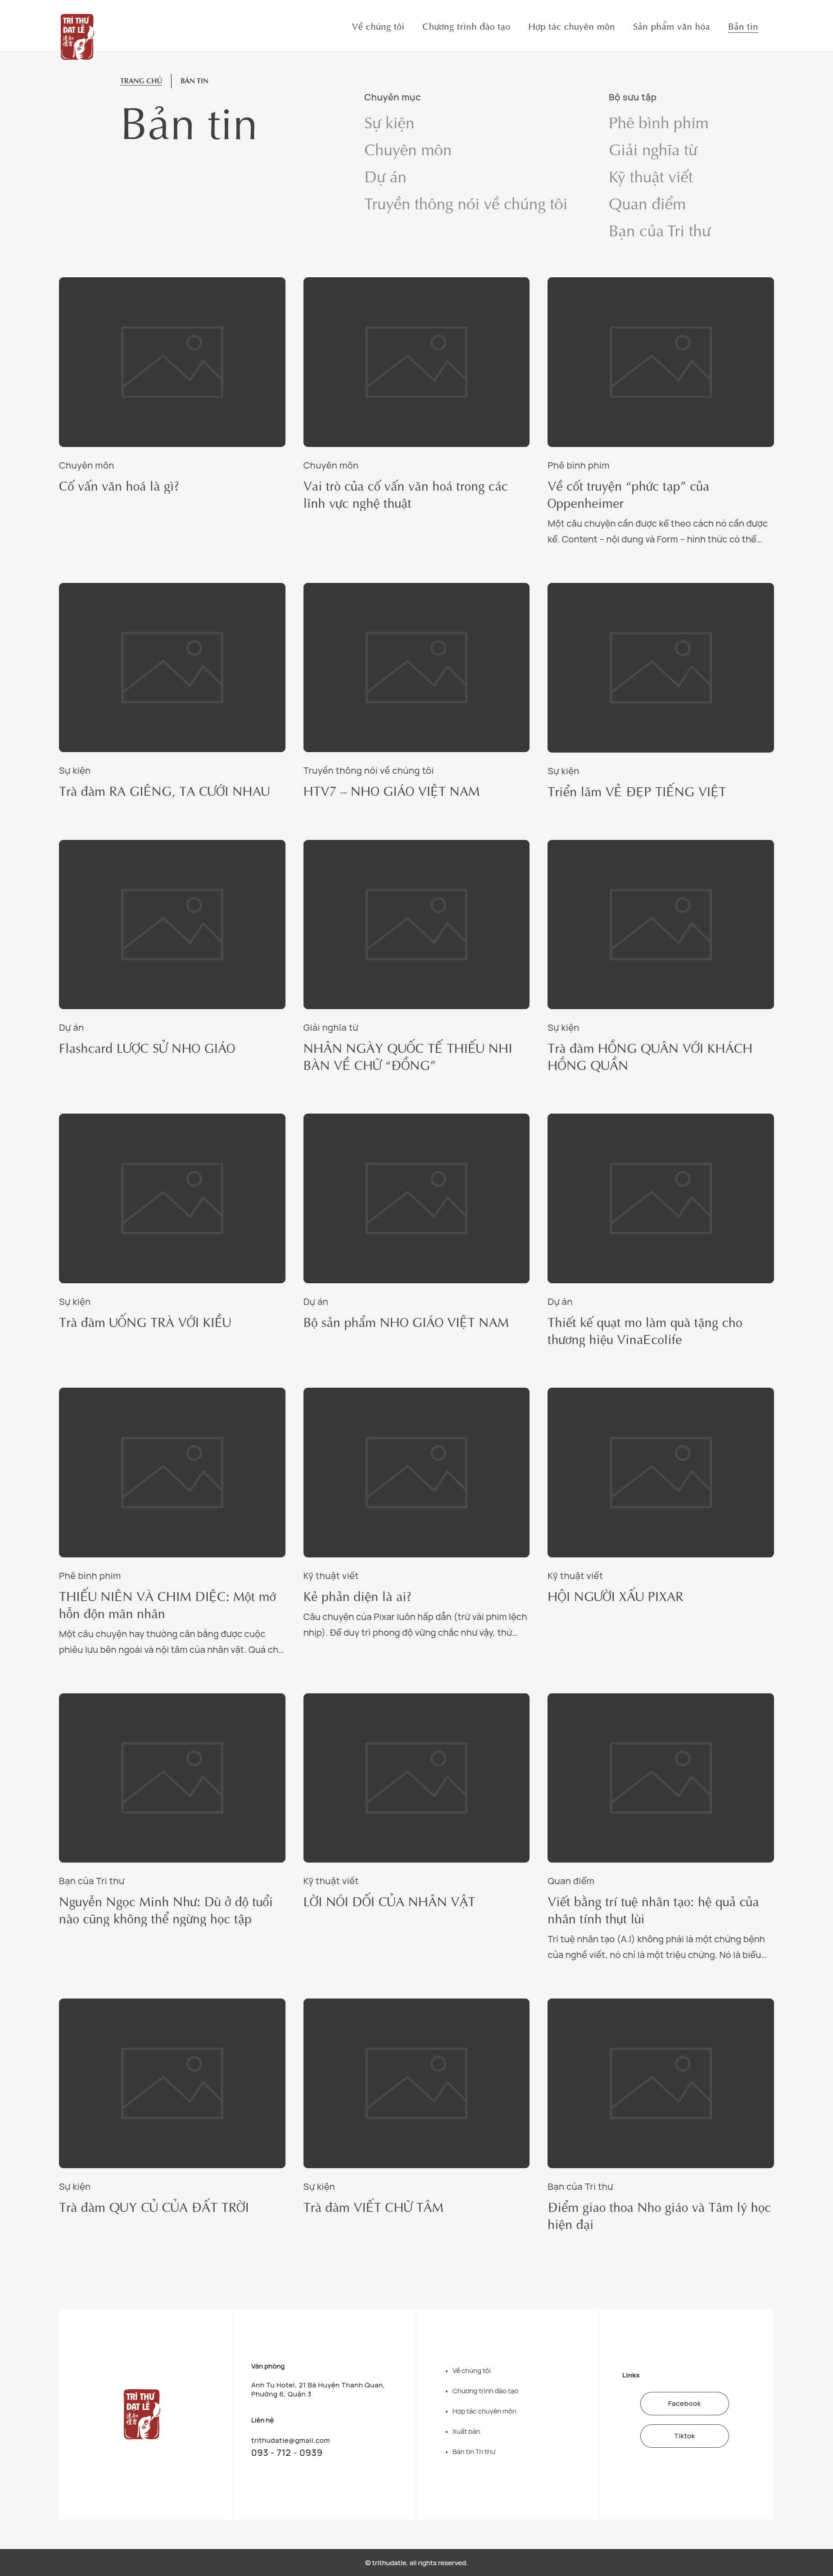 TRI THƯ
ĐẠT LỄ
Về chúng tôi
Chương trình đào tạo
Hợp tác chuyên môn
Sản phẩm văn hóa
Bản tin
TRANG CHỦ
BẢN TIN
Bản tin
Chuyên mục
Sự kiện
Chuyên môn
Dự án
Truyền thông nói về chúng tôi
Bộ sưu tập
Phê bình phim
Giải nghĩa từ
Kỹ thuật viết
Quan điểm
Bạn của Tri thư
Chuyên môn
Cố vấn văn hoá là gì?
Chuyên môn
Vai trò của cố vấn văn hoá trong các
lĩnh vực nghệ thuật
Phê bình phim
Về cốt truyện “phức tạp” của
Oppenheimer
Một câu chuyện cần được kể theo cách nó cần được
kể. Content – nội dung và Form – hình thức có thể...
Sự kiện
Trà đàm RA GIÊNG, TA CƯỚI NHAU
Truyền thông nói về chúng tôi
HTV7 – NHO GIÁO VIỆT NAM
Sự kiện
Triển lãm VẺ ĐẸP TIẾNG VIỆT
Dự án
Flashcard LƯỢC SỬ NHO GIÁO
Giải nghĩa từ
NHÂN NGÀY QUỐC TẾ THIẾU NHI
BÀN VỀ CHỮ “ĐỒNG”
Sự kiện
Trà đàm HỒNG QUÂN VỚI KHÁCH
HỒNG QUẦN
Sự kiện
Trà đàm UỐNG TRÀ VỚI KIỀU
Dự án
Bộ sản phẩm NHO GIÁO VIỆT NAM
Dự án
Thiết kế quạt mo làm quà tặng cho
thương hiệu VinaEcolife
Phê bình phim
THIẾU NIÊN VÀ CHIM DIỆC: Một mớ
hỗn độn mãn nhãn
Một câu chuyện hay thường cân bằng được cuộc
phiêu lưu bên ngoài và nội tâm của nhân vật. Quá ch...
Kỹ thuật viết
Kẻ phản diện là ai?
Câu chuyện của Pixar luôn hấp dẫn (trừ vài phim lệch
nhịp). Để duy trì phong độ vững chắc như vậy, thứ...
Kỹ thuật viết
HỘI NGƯỜI XẤU PIXAR
Bạn của Tri thư
Nguyễn Ngọc Minh Như: Dù ở độ tuổi
nào cũng không thể ngừng học tập
Kỹ thuật viết
LỜI NÓI DỐI CỦA NHÂN VẬT
Quan điểm
Viết bằng trí tuệ nhân tạo: hệ quả của
nhân tính thụt lùi
Trí tuệ nhân tạo (A.I) không phải là một chứng bệnh
của nghề viết, nó chỉ là một triệu chứng. Nó là biểu...
Sự kiện
Trà đàm QUY CỦ CỦA ĐẤT TRỜI
Sự kiện
Trà đàm VIẾT CHỮ TÂM
Bạn của Tri thư
Điểm giao thoa Nho giáo và Tâm lý học
hiện đại
TRI THƯ
ĐẠT LỄ
Văn phòng
Anh Tu Hotel, 21 Bà Huyện Thanh Quan,
Phường 6, Quận 3
Liên hệ
trithudatle@gmail.com
093 - 712 - 0939
Về chúng tôi
Chương trình đào tạo
Hợp tác chuyên môn
Xuất bản
Bản tin Tri thư
Links
Facebook
Tiktok
© trithudatle. all rights reserved.